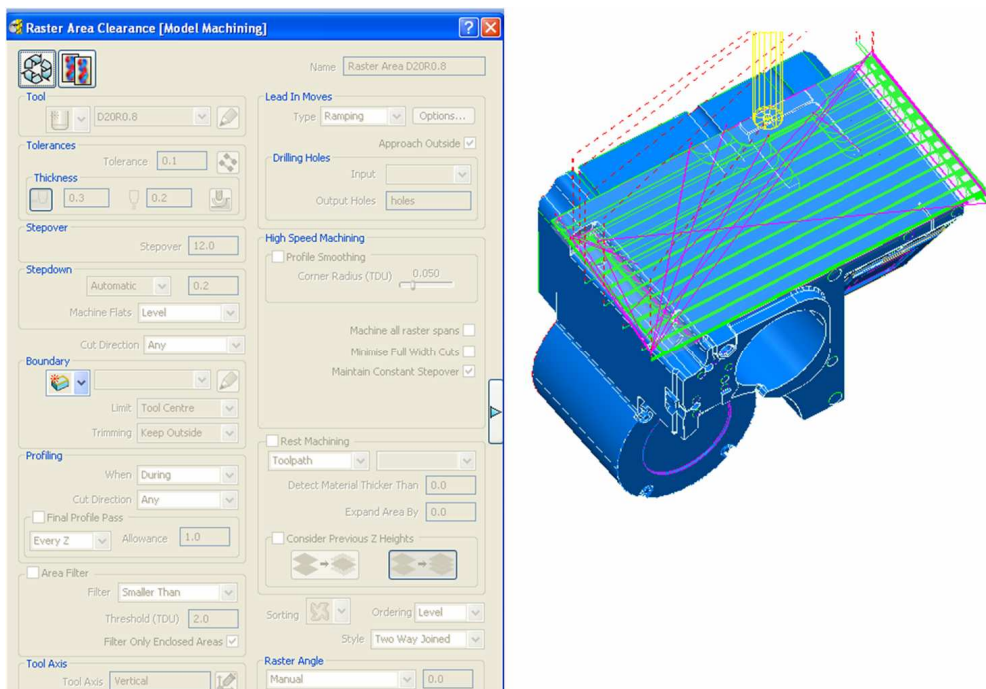 Raster Area Clearance [Model Machining]
Name Raster Area D20R0.8
Tool
D20R0.8
Tolerances
Tolerance 0.1
Thickness
0.3 0.2
Stepover
Stepover 12.0
Stepdown
Automatic 0.2
Machine Flats Level
Cut Direction Any
Boundary
Limit Tool Centre
Trimming Keep Outside
Profiling
When During
Cut Direction Any
Final Profile Pass
Every Z Allowance 1.0
Area Filter
Filter Smaller Than
Threshold (TDU) 2.0
Filter Only Enclosed Areas
Tool Axis
Tool Axis Vertical
Lead In Moves
Type Ramping Options...
Approach Outside
Drilling Holes
Input
Output Holes holes
High Speed Machining
Profile Smoothing
Corner Radius (TDU) 0.050
Machine all raster spans
Minimise Full Width Cuts
Maintain Constant Stepover
Rest Machining
Toolpath
Detect Material Thicker Than 0.0
Expand Area By 0.0
Consider Previous Z Heights
Sorting Ordering Level
Style Two Way Joined
Raster Angle
Manual 0.0